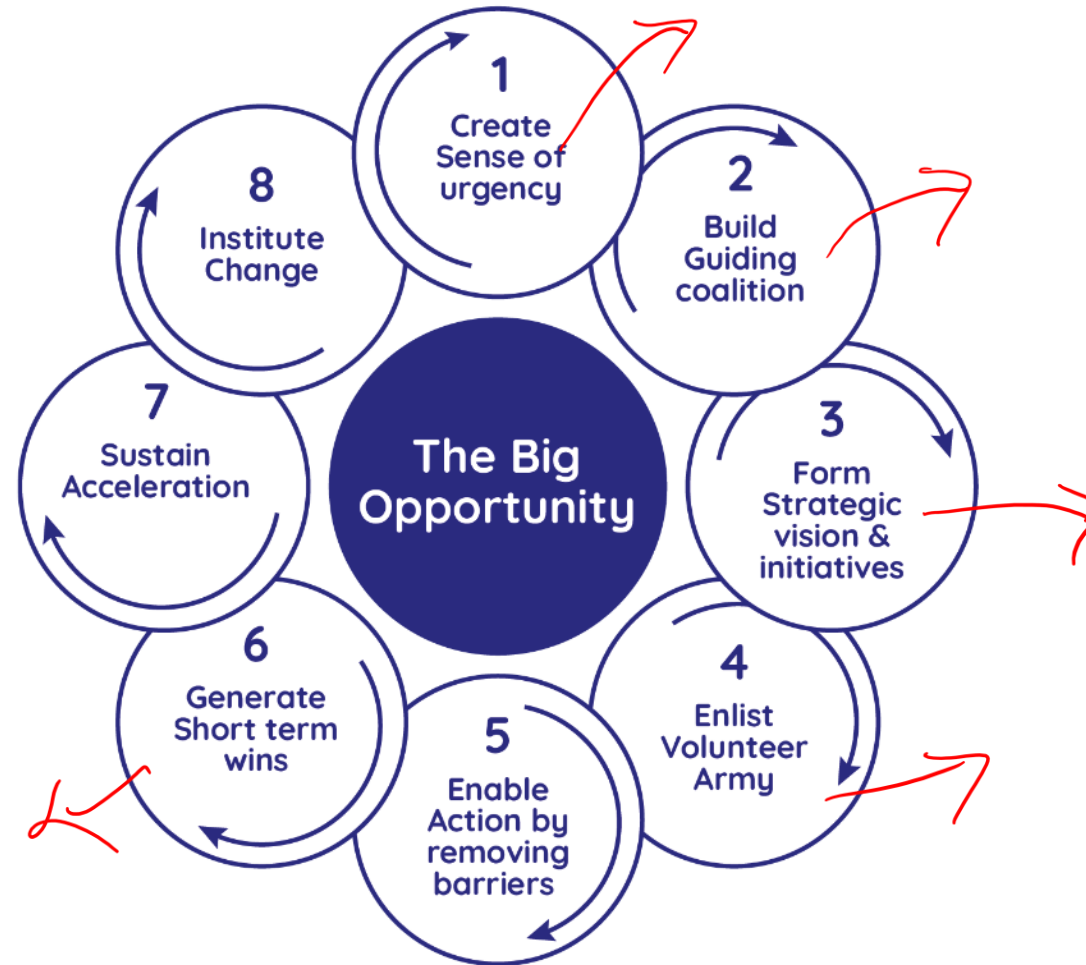 1
Create
Sense of
urgency
2
Build
Guiding
coalition
3
Form
Strategic
vision &
initiatives
4
Enlist
Volunteer
Army
5
Enable
Action by
removing
barriers
6
Generate
Short term
wins
7
Sustain
Acceleration
8
Institute
Change
The Big
Opportunity